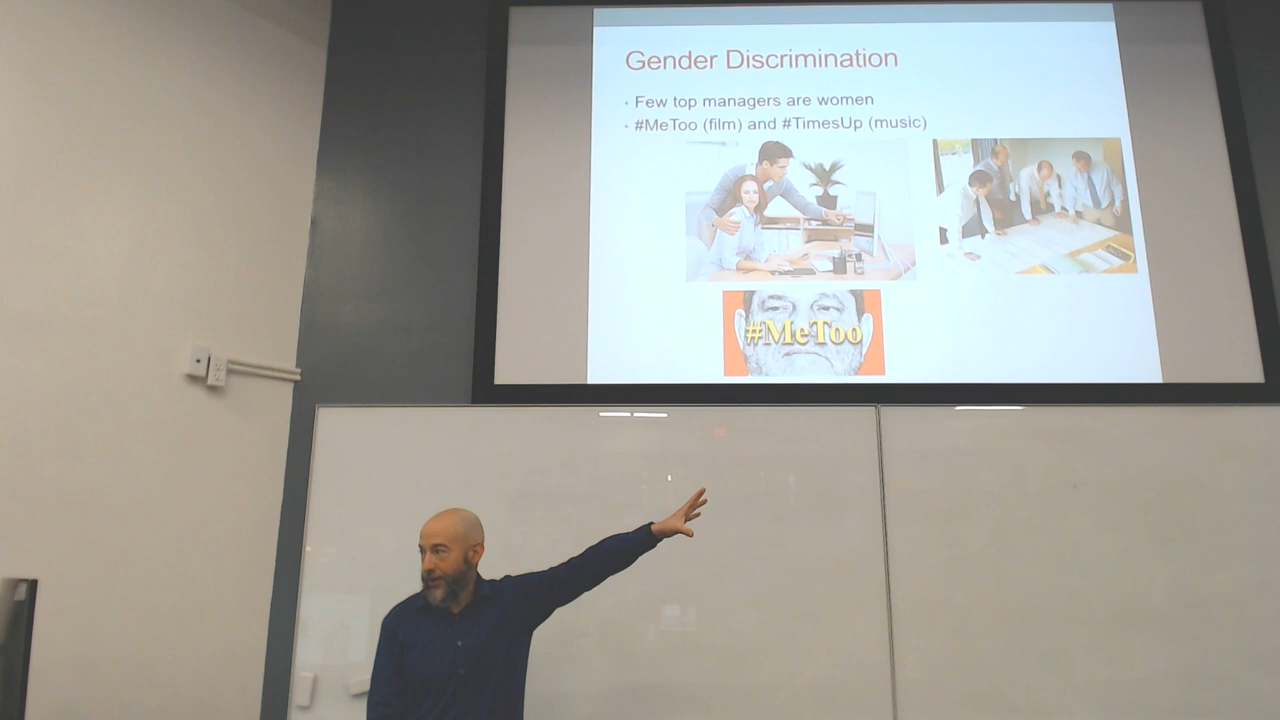 Gender Discrimination
• Few top managers are women
• #MeToo (film) and #TimesUp (music)
#MeToo